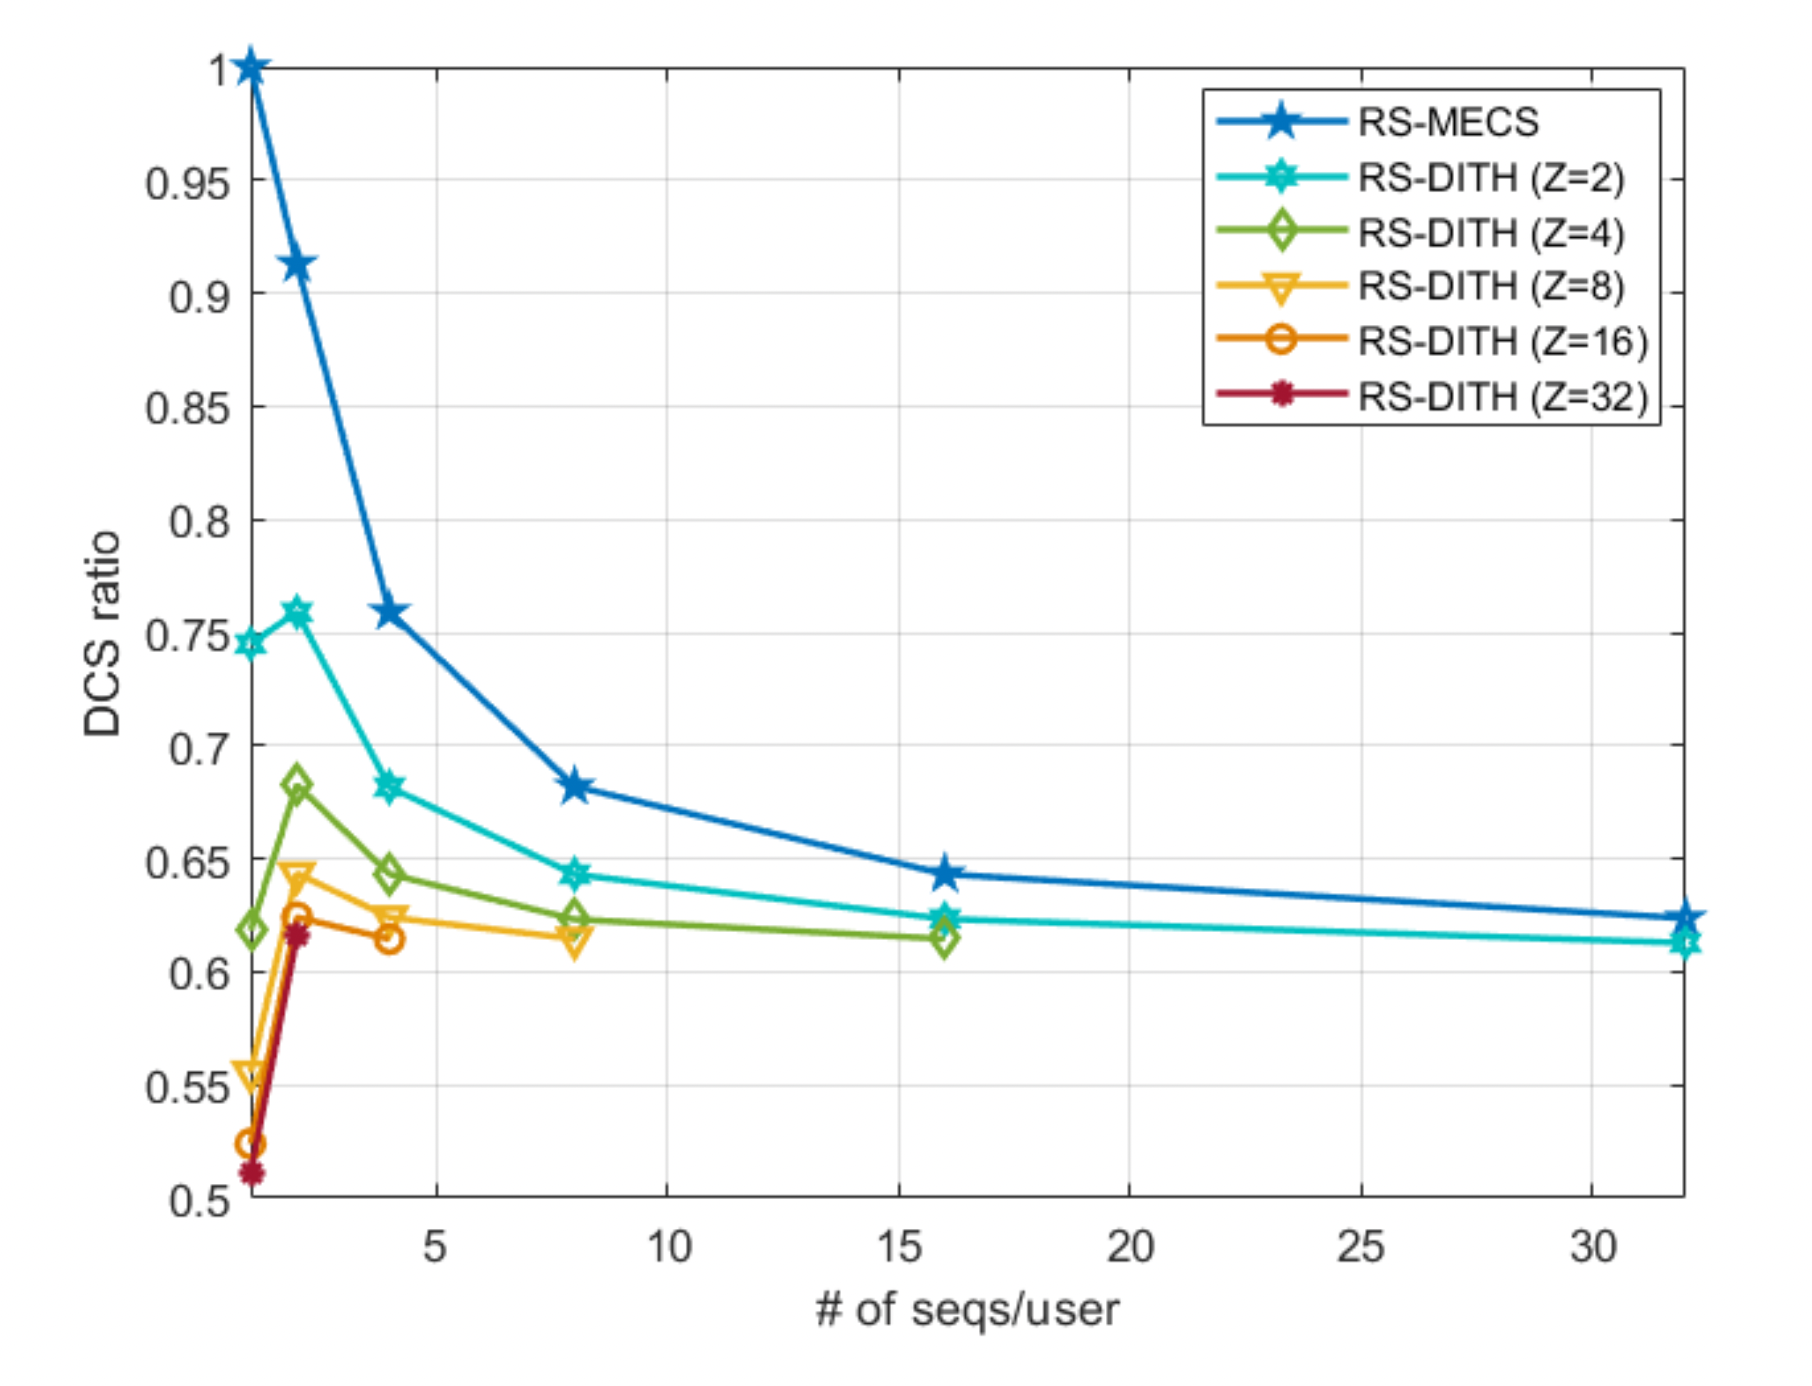 1
0.95
0.9
0.85
0.8
0.75
0.7
0.65
0.6
0.55
0.5
DCS ratio
RS-MECS
RS-DITH (Z=2)
RS-DITH (Z=4)
RS-DITH (Z=8)
RS-DITH (Z=16)
RS-DITH (Z=32)
5 10 15 20 25 30
# of seqs/user